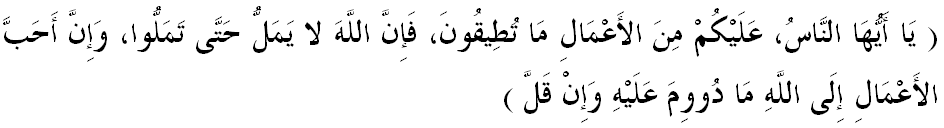 ( يَا أَيُّهَا النَّاسُ، عَلَيْكُمْ مِنَ الأَعْمَالِ مَا تُطِيقُونَ، فَإِنَّ اللَّهَ لا يَمَلُّ حَتَّى تَمَلُّوا، وَإِنَّ أَحَبَّ
الأَعْمَالِ إِلَى اللَّهِ مَا دُووِمَ عَلَيْهِ وَإِنْ قَلَّ )